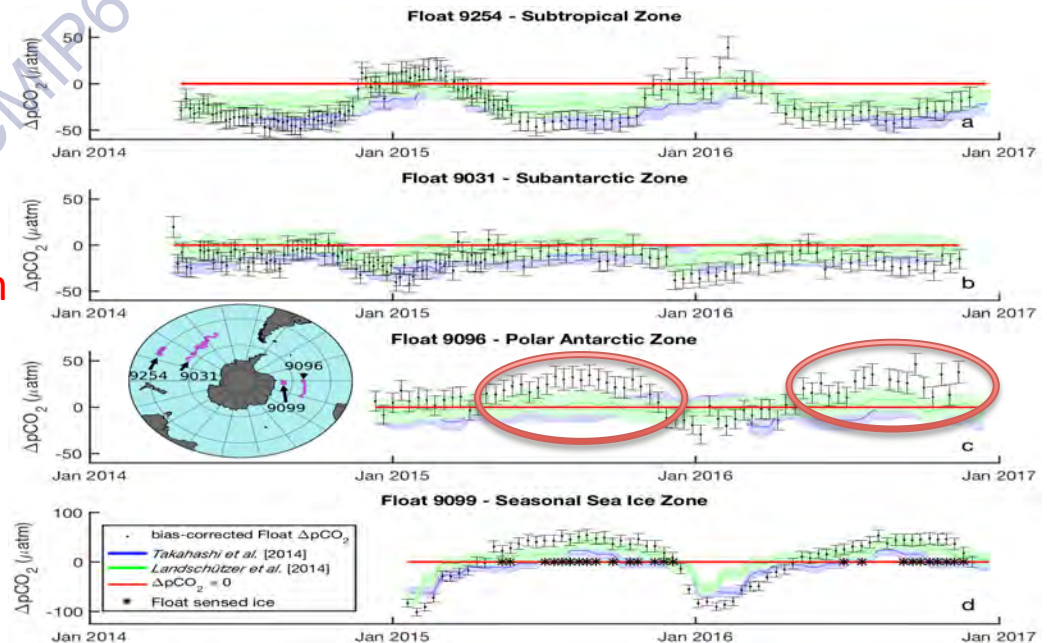 CMIP6
n
Float 9254 - Subtropical Zone
ΔpCO₂ (µatm)
50
0
-50
a
Jan 2014 Jan 2015 Jan 2016 Jan 2017
Float 9031 - Subantarctic Zone
ΔpCO₂ (µatm)
50
0
-50
b
Jan 2014 Jan 2015 Jan 2016 Jan 2017
Float 9096 - Polar Antarctic Zone
9254 9031 9096
9099
ΔpCO₂ (µatm)
50
0
-50
c
Jan 2014 Jan 2015 Jan 2016 Jan 2017
Float 9099 - Seasonal Sea Ice Zone
ΔpCO₂ (µatm)
100
0
-100
bias-corrected Float ΔpCO₂
Takahashi et al. [2014]
Landschützer et al. [2014]
ΔpCO₂ = 0
Float sensed ice
d
Jan 2014 Jan 2015 Jan 2016 Jan 2017